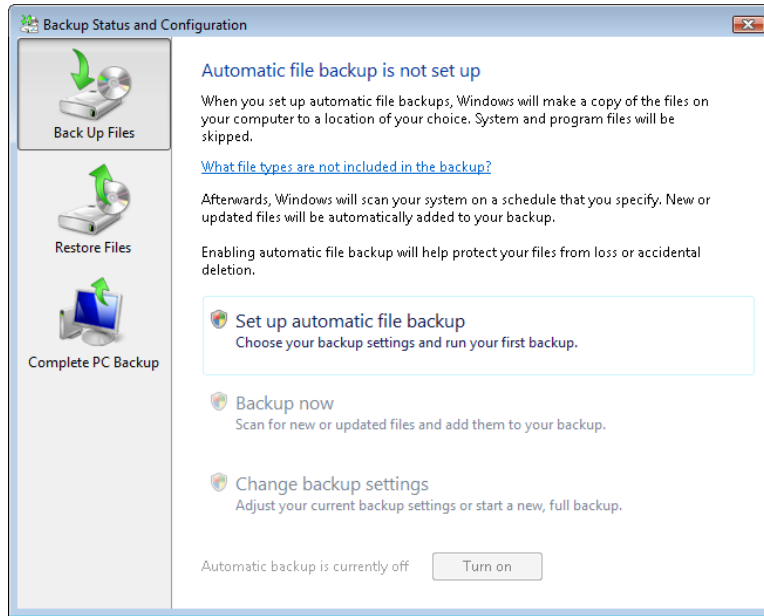 Backup Status and Configuration
Back Up Files
Restore Files
Complete PC Backup
Automatic file backup is not set up
When you set up automatic file backups, Windows will make a copy of the files on
your computer to a location of your choice. System and program files will be
skipped.
What file types are not included in the backup?
Afterwards, Windows will scan your system on a schedule that you specify. New or
updated files will be automatically added to your backup.
Enabling automatic file backup will help protect your files from loss or accidental
deletion.
Set up automatic file backup
Choose your backup settings and run your first backup.
Backup now
Scan for new or updated files and add them to your backup.
Change backup settings
Adjust your current backup settings or start a new, full backup.
Automatic backup is currently off
Turn on